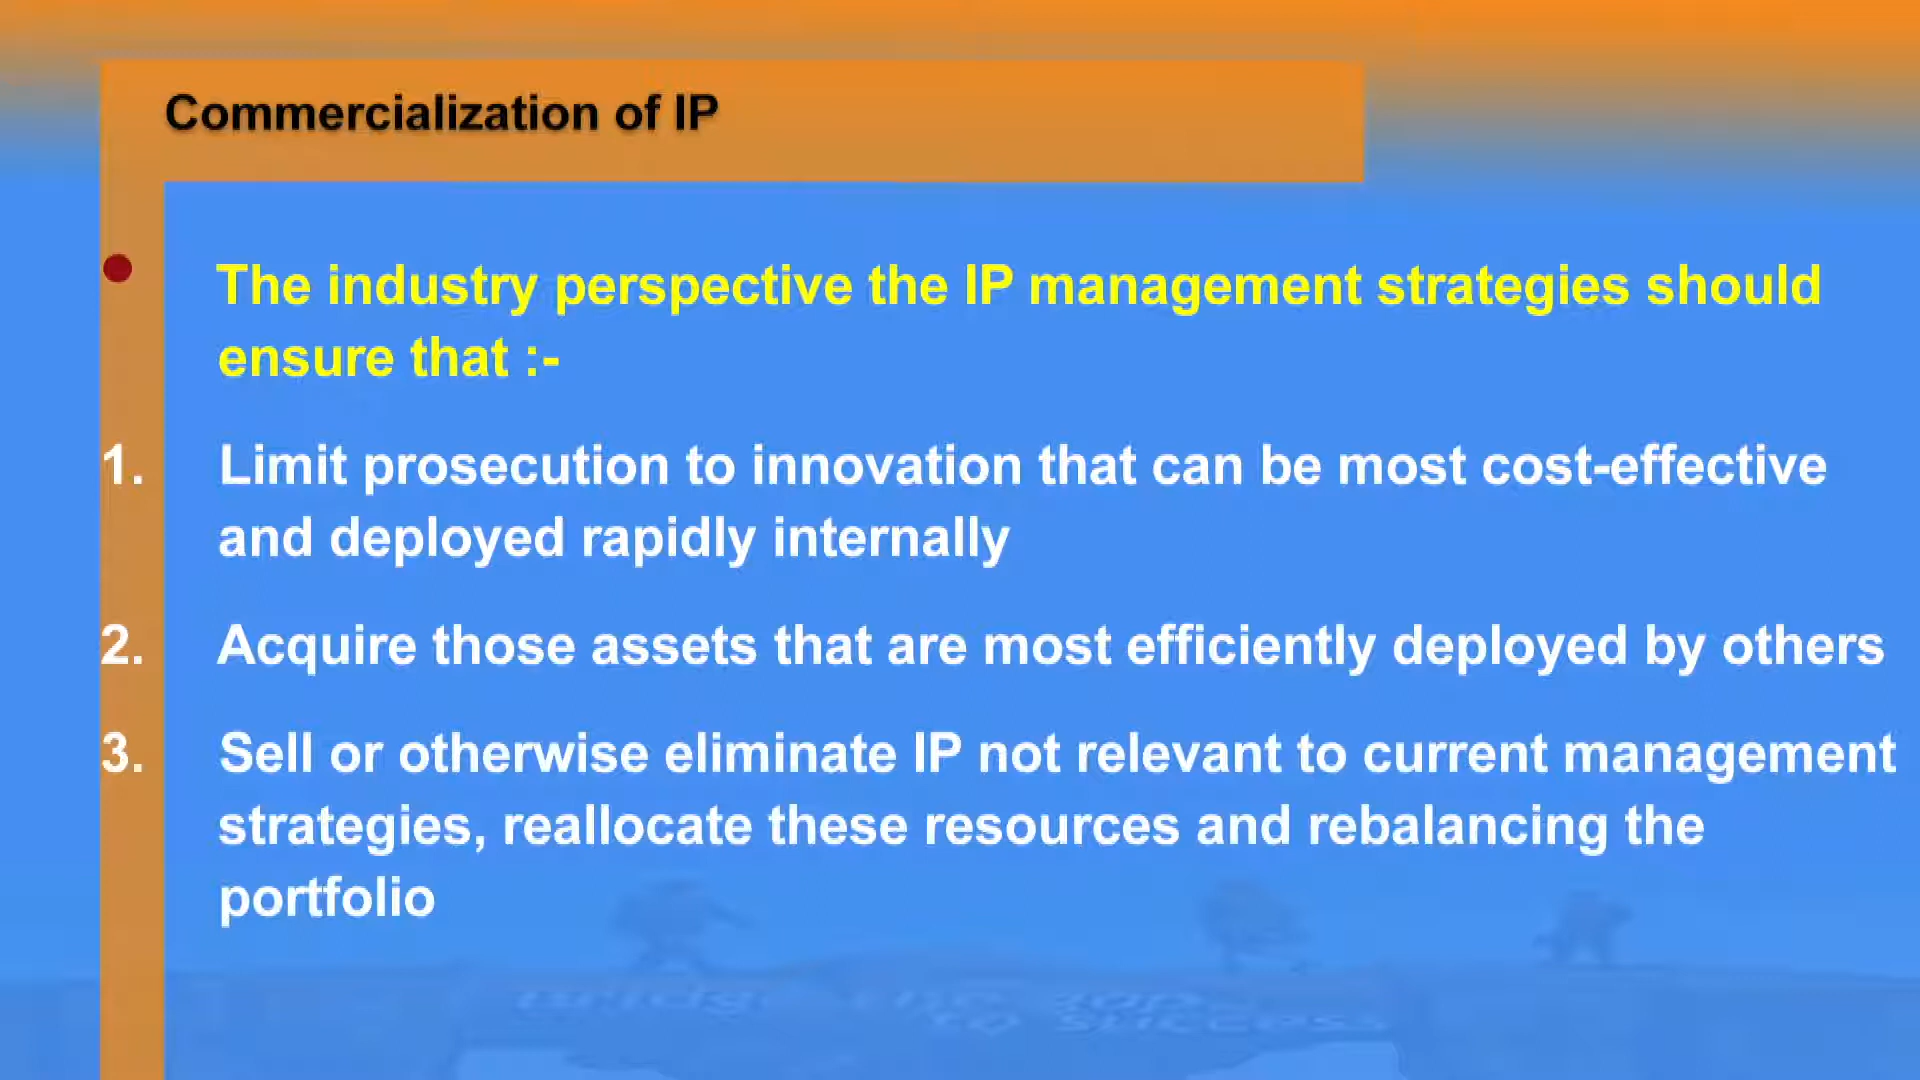 Commercialization of IP
The industry perspective the IP management strategies should
ensure that :-
1. Limit prosecution to innovation that can be most cost-effective
and deployed rapidly internally
2. Acquire those assets that are most efficiently deployed by others
3. Sell or otherwise eliminate IP not relevant to current management
strategies, reallocate these resources and rebalancing the
portfolio
to success